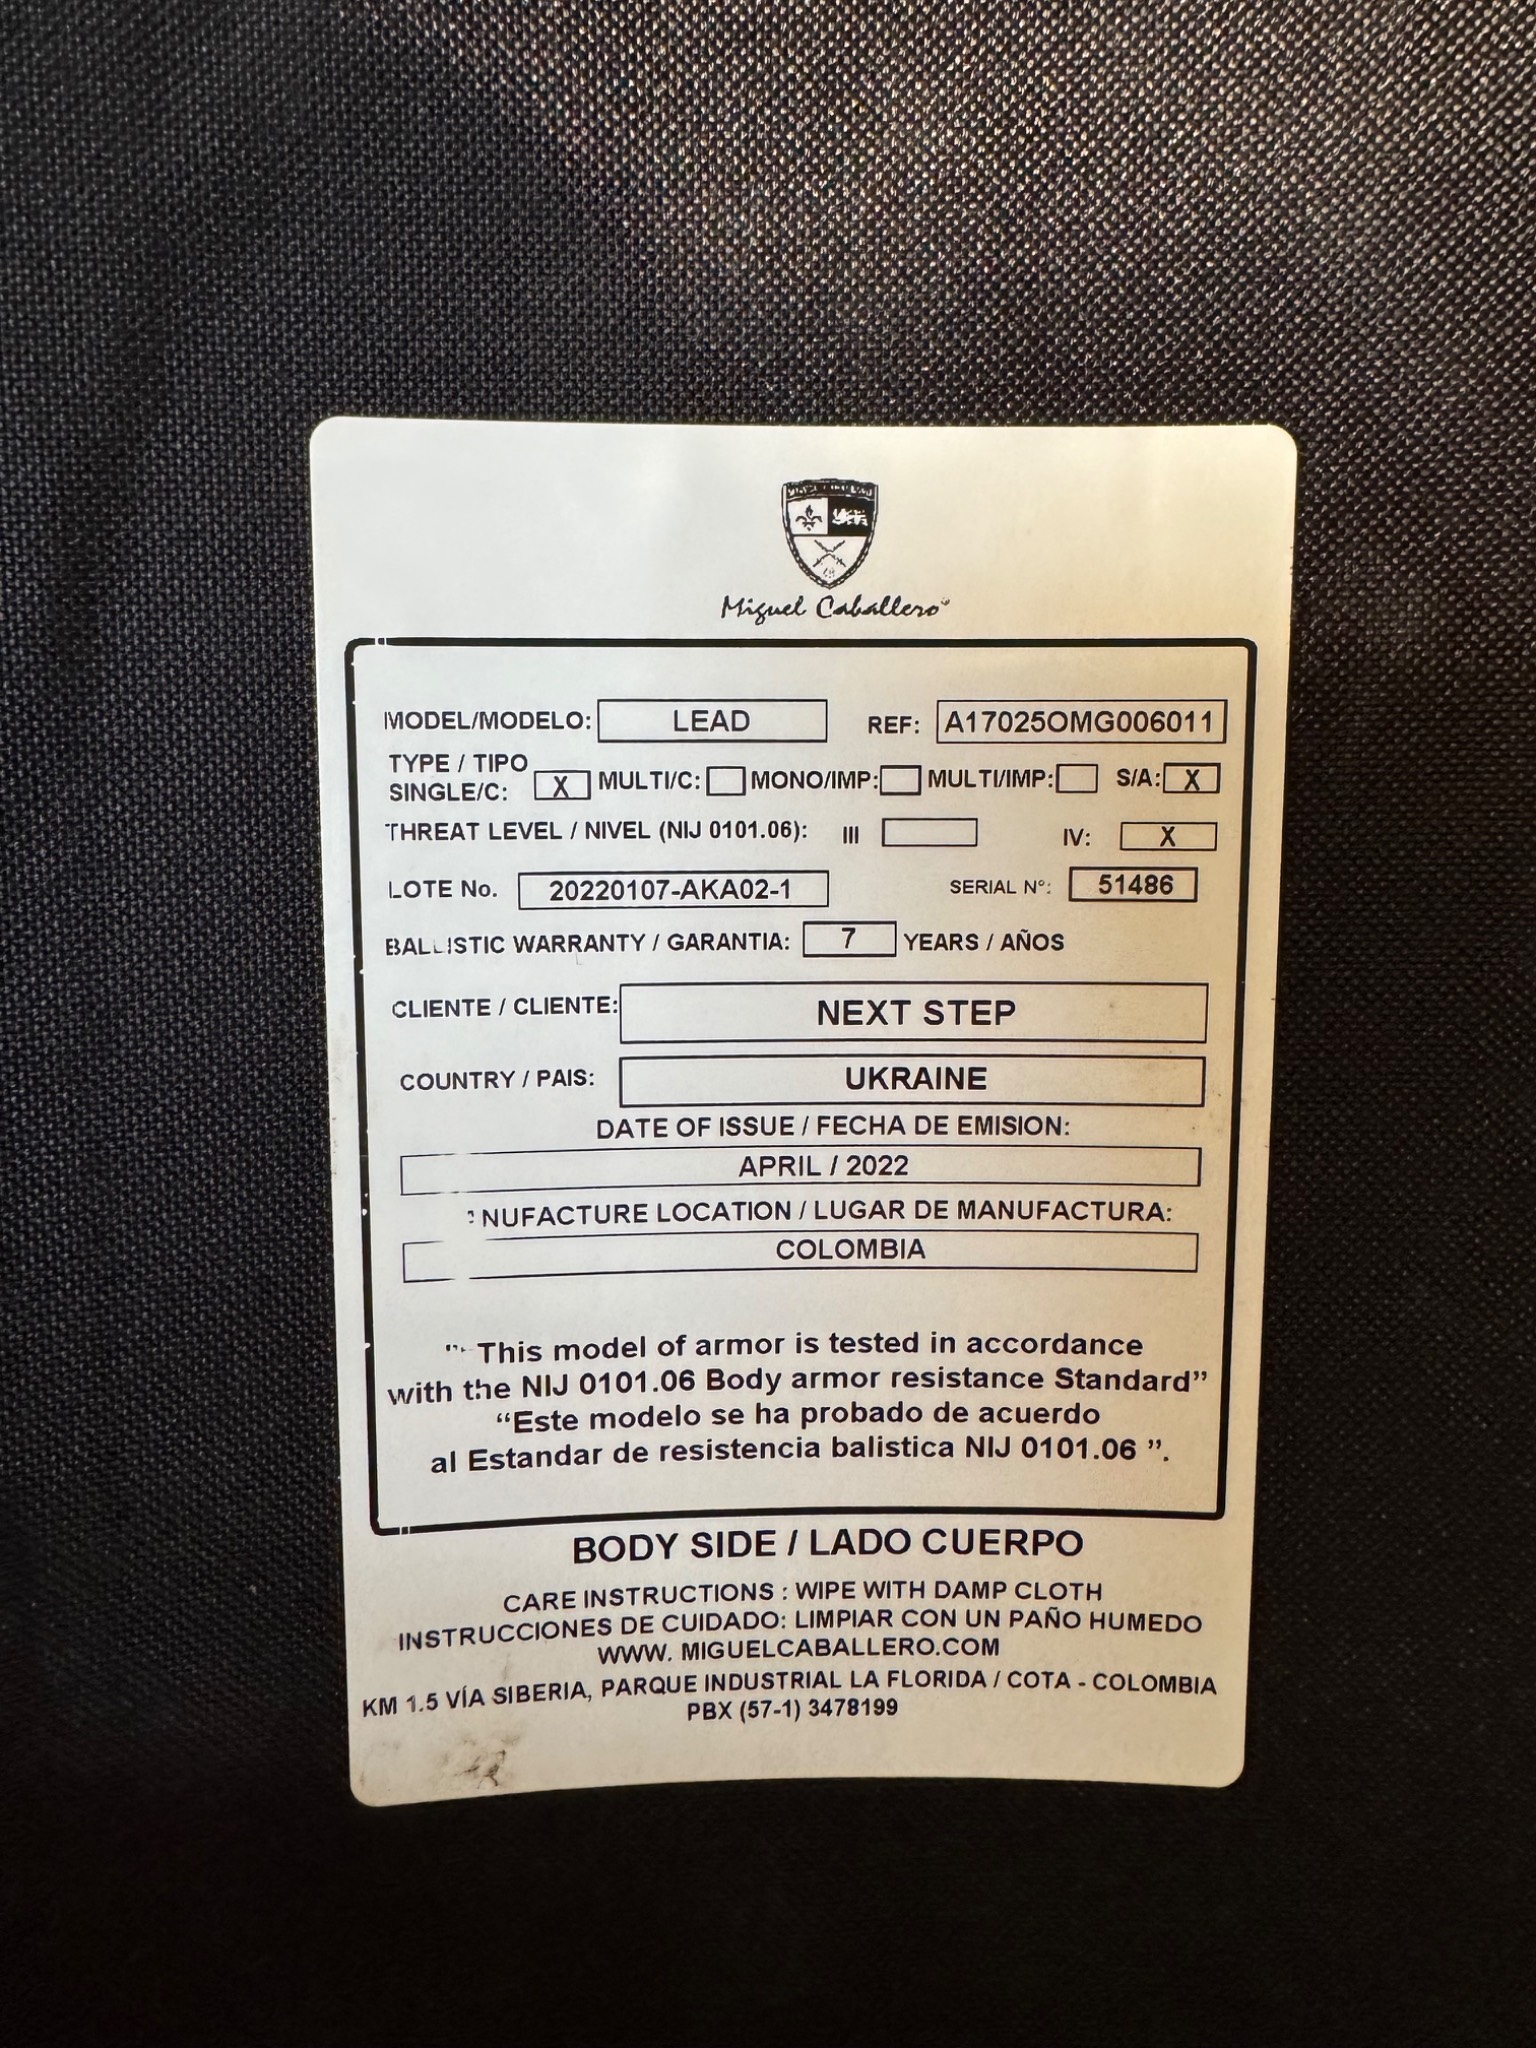 Miguel Caballero®
MODEL/MODELO: LEAD REF: A17025OMG006011
TYPE / TIPO
SINGLE/C: X MULTI/C: MONO/IMP: MULTI/IMP: S/A: X
THREAT LEVEL / NIVEL (NIJ 0101.06): III IV: X
LOTE No. 20220107-AKA02-1 SERIAL N°: 51486
BALLISTIC WARRANTY / GARANTIA: 7 YEARS / AÑOS
CLIENTE / CLIENTE: NEXT STEP
COUNTRY / PAIS: UKRAINE
DATE OF ISSUE / FECHA DE EMISION:
APRIL / 2022
NUFACTURE LOCATION / LUGAR DE MANUFACTURA:
COLOMBIA
" This model of armor is tested in accordance
with the NIJ 0101.06 Body armor resistance Standard”
“Este modelo se ha probado de acuerdo
al Estandar de resistencia balistica NIJ 0101.06 ”.
BODY SIDE / LADO CUERPO
CARE INSTRUCTIONS : WIPE WITH DAMP CLOTH
INSTRUCCIONES DE CUIDADO: LIMPIAR CON UN PAÑO HUMEDO
WWW. MIGUELCABALLERO.COM
KM 1.5 VÍA SIBERIA, PARQUE INDUSTRIAL LA FLORIDA / COTA - COLOMBIA
PBX (57-1) 3478199